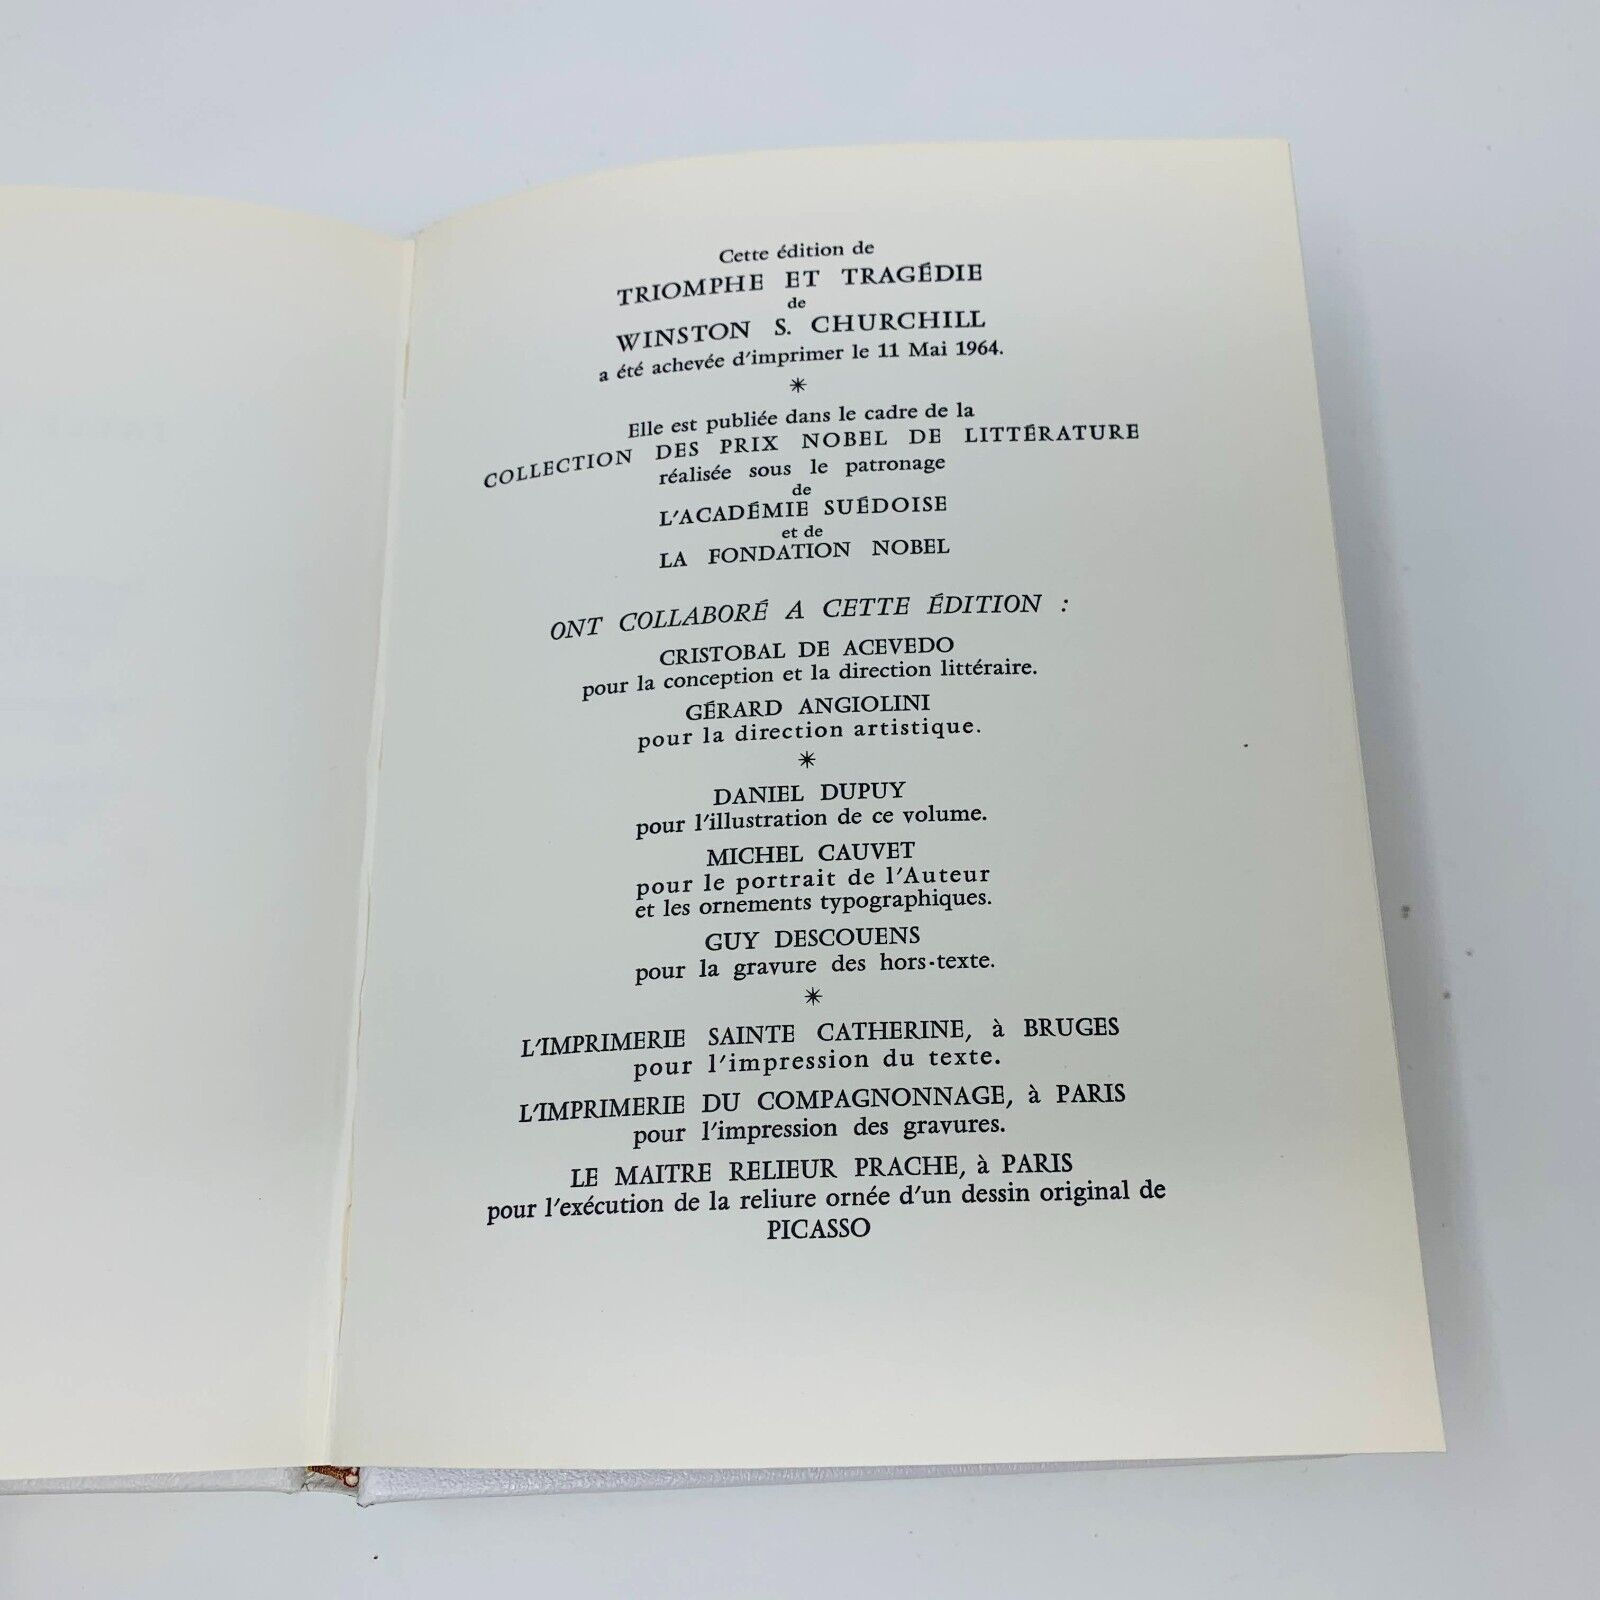 Cette édition de
TRIOMPHE ET TRAGÉDIE
de
WINSTON S. CHURCHILL
a été achevée d'imprimer le 11 Mai 1964.
*
Elle est publiée dans le cadre de la
COLLECTION DES PRIX NOBEL DE LITTÉRATURE
réalisée sous le patronage
de
L'ACADÉMIE SUÉDOISE
et de
LA FONDATION NOBEL
ONT COLLABORÉ A CETTE ÉDITION :
CRISTOBAL DE ACEVEDO
pour la conception et la direction littéraire.
GÉRARD ANGIOLINI
pour la direction artistique.
*
DANIEL DUPUY
pour l'illustration de ce volume.
MICHEL CAUVET
pour le portrait de l'Auteur
et les ornements typographiques.
GUY DESCOUENS
pour la gravure des hors-texte.
*
L'IMPRIMERIE SAINTE CATHERINE, à BRUGES
pour l'impression du texte.
L'IMPRIMERIE DU COMPAGNONNAGE, à PARIS
pour l'impression des gravures.
LE MAITRE RELIEUR PRACHE, à PARIS
pour l'exécution de la reliure ornée d'un dessin original de
PICASSO